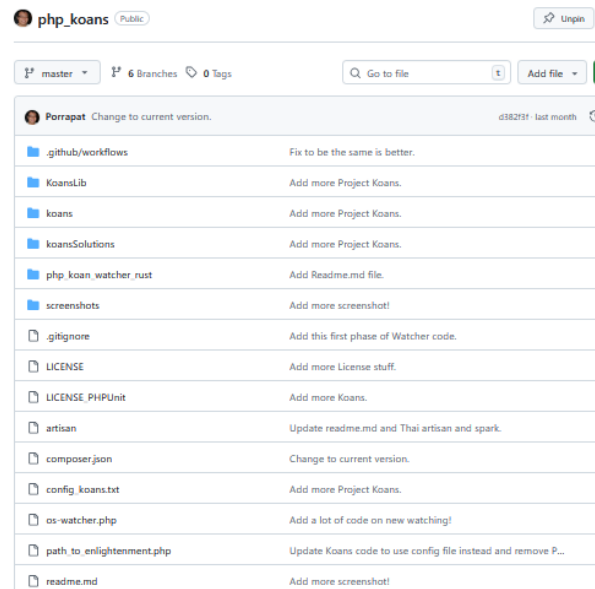 php_koans Public Unpin
master 6 Branches 0 Tags Go to file t Add file
Porrapat Change to current version. d382f3f · last month
.github/workflows Fix to be the same is better.
KoansLib Add more Project Koans.
koans Add more Project Koans.
koansSolutions Add more Project Koans.
php_koan_watcher_rust Add Readme.md file.
screenshots Add more screenshot!
.gitignore Add this first phase of Watcher code.
LICENSE Add more License stuff.
LICENSE_PHPUnit Add more Koans.
artisan Update readme.md and Thai artisan and spark.
composer.json Change to current version.
config_koans.txt Add more Project Koans.
os-watcher.php Add a lot of code on new watching!
path_to_enlightenment.php Update Koans code to use config file instead and remove P...
readme.md Add more screenshot!